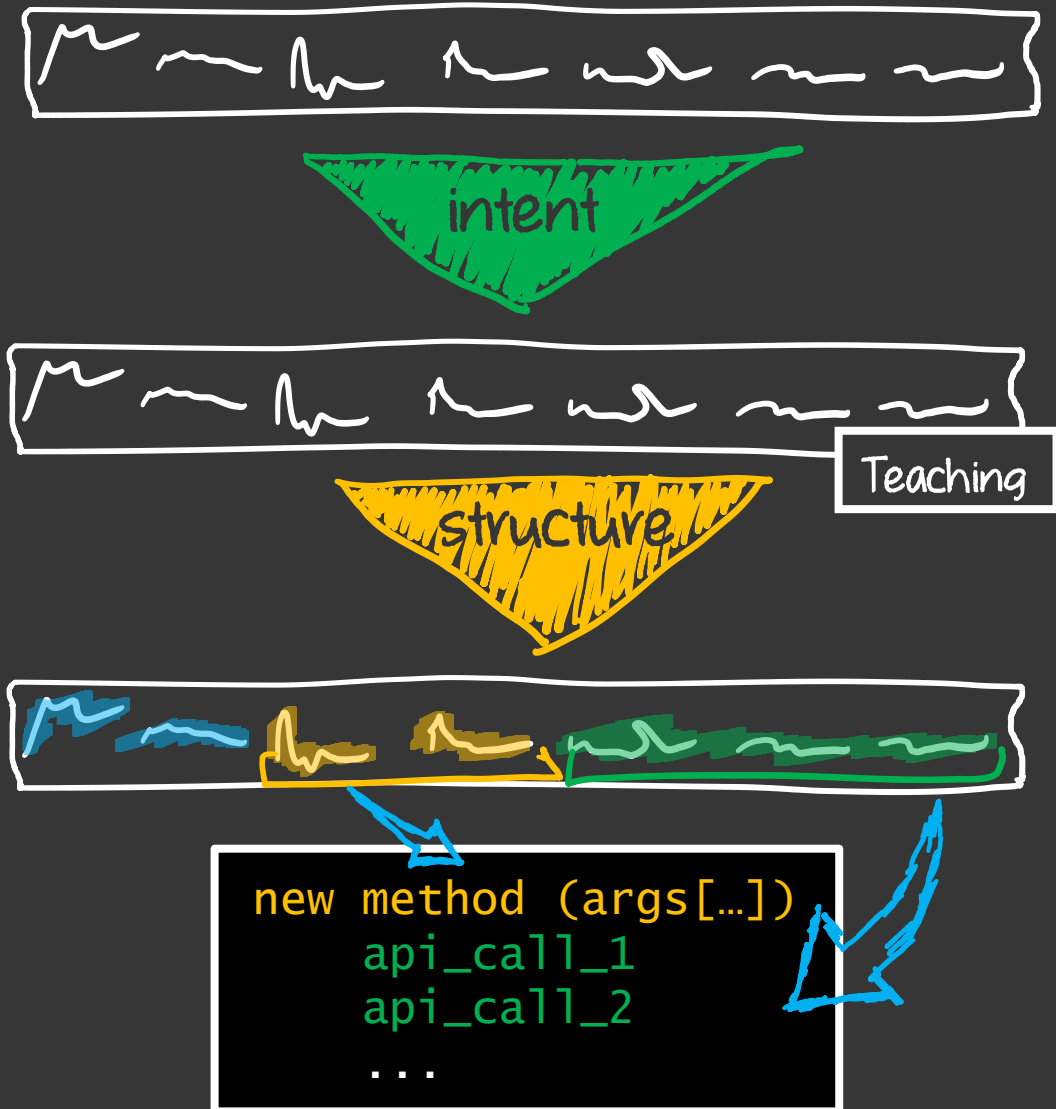 intent
Teaching
structure
new method (args[…])
api_call_1
api_call_2
...